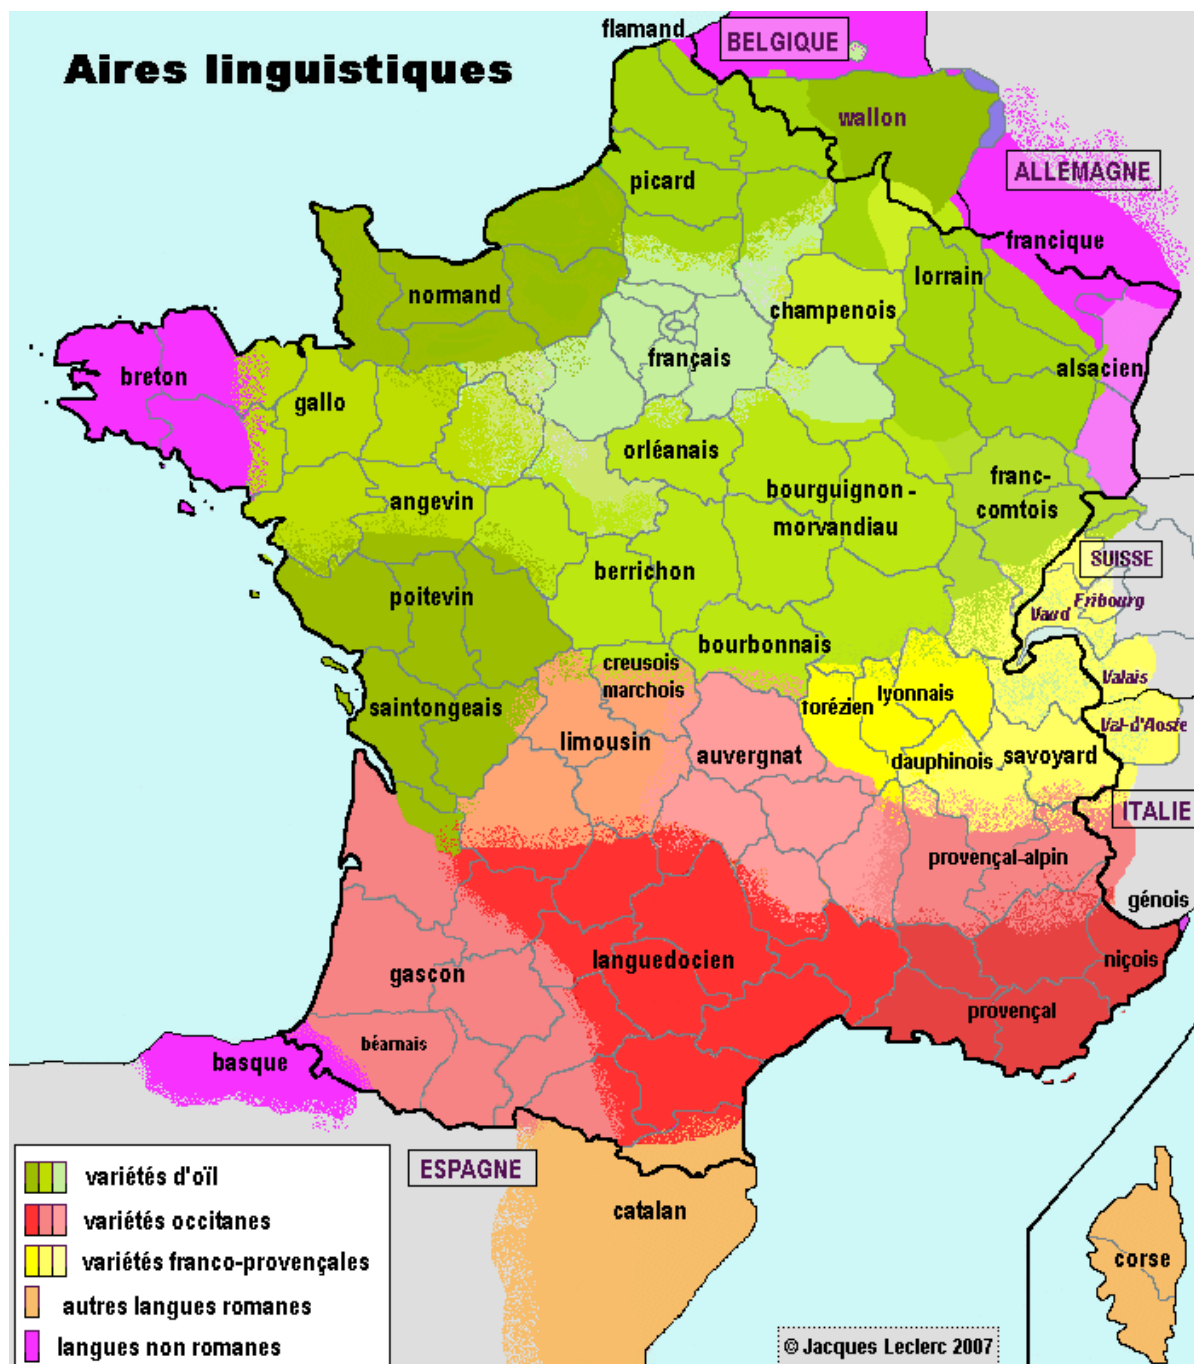 flamand
BELGIQUE
Aires linguistiques
wallon
ALLEMAGNE
picard
francique
lorrain
normand
champenois
français
alsacien
breton
gallo
orléanais
franc-
comtois
bourguignon -
morvandiau
angevin
SUISSE
berrichon
poitevin
Vaud
Fribourg
bourbonnais
creusois
marchois
Valais
lyonnais
forézien
saintongeais
Val-d'Aoste
limousin
auvergnat
dauphinois
savoyard
ITALIE
provençal-alpin
génois
languedocien
niçois
gascon
provençal
béarnais
basque
ESPAGNE
variétés d'oïl
catalan
variétés occitanes
variétés franco-provençales
corse
autres langues romanes
langues non romanes
© Jacques Leclerc 2007